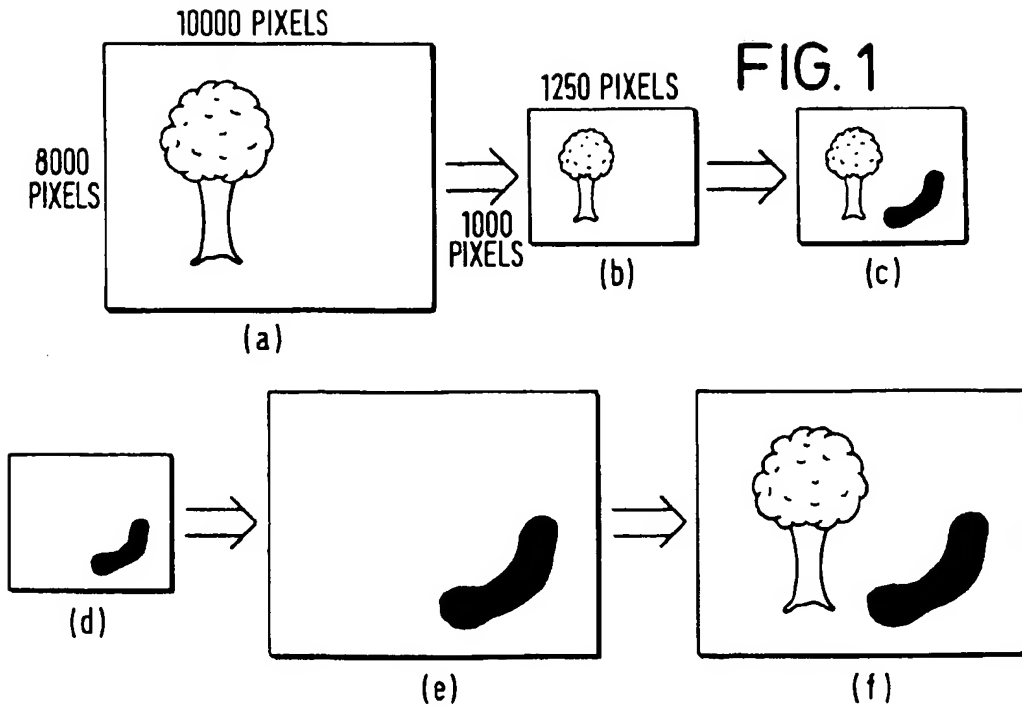 10000 PIXELS
FIG. 1
1250 PIXELS
8000
PIXELS
1000
PIXELS
(a)
(b)
(c)
(d)
(e)
(f)